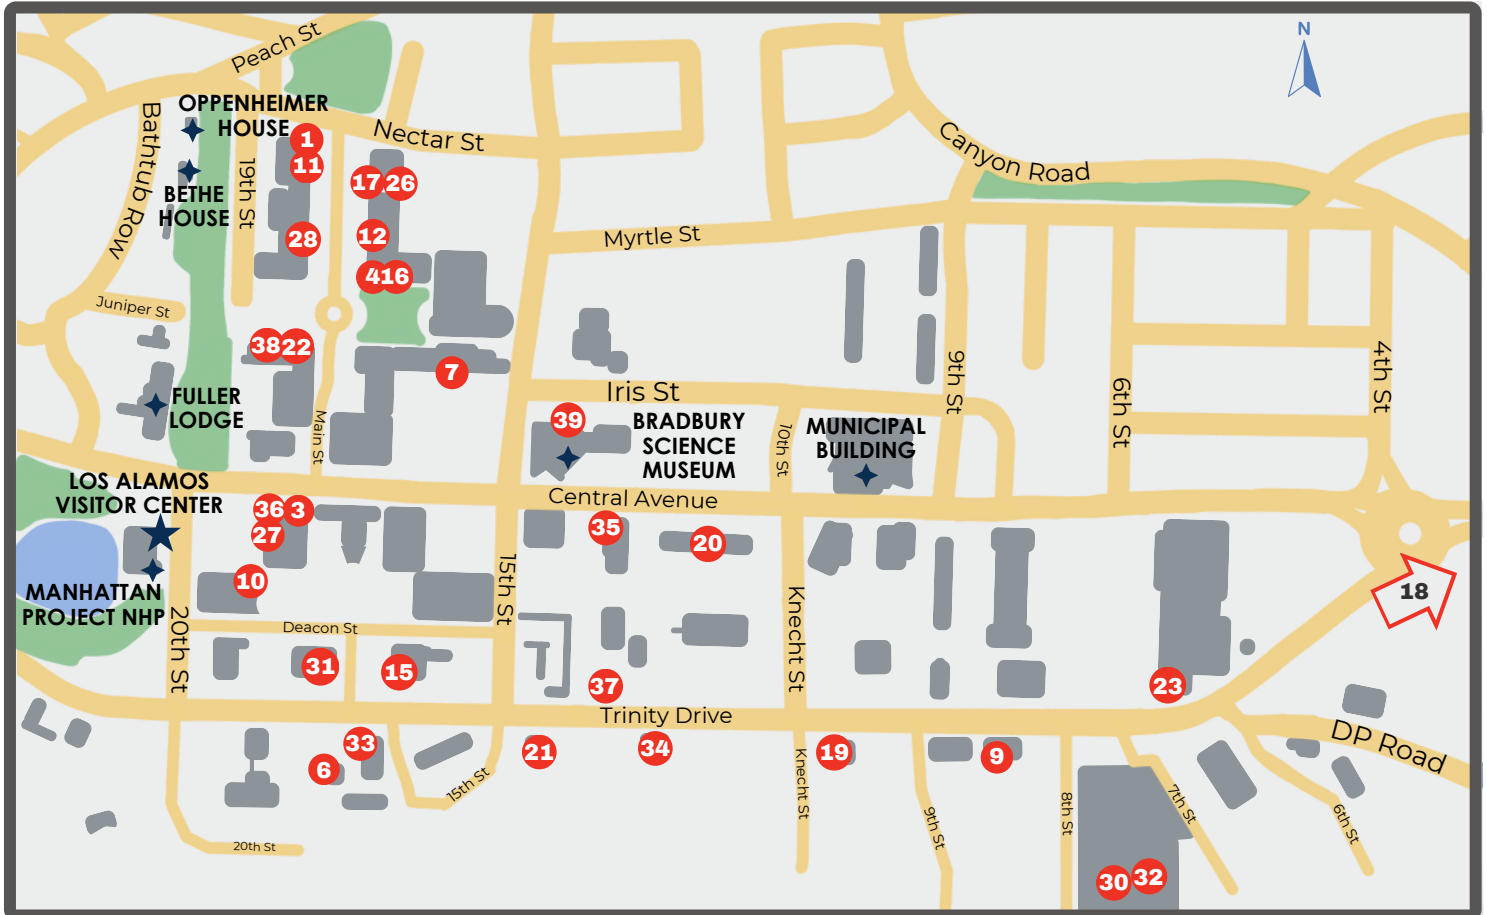 N
Peach St
OPPENHEIMER
HOUSE
Nectar St
Canyon Road
Bathtub Row
19th St
1
11
17
26
BETHE
HOUSE
28
12
Myrtle St
4
16
Juniper St
38
22
7
9th St
6th St
4th St
FULLER
LODGE
Main St
Iris St
39
BRADBURY
SCIENCE
MUSEUM
10th St
MUNICIPAL
BUILDING
LOS ALAMOS
VISITOR CENTER
Central Avenue
36
3
27
35
20
10
15th St
18
MANHATTAN
PROJECT NHP
20th St
Deacon St
Knecht St
31
15
37
23
Trinity Drive
DP Road
33
6
21
34
19
9
15th St
Knecht St
9th St
8th St
7th St
6th St
20th St
30
32